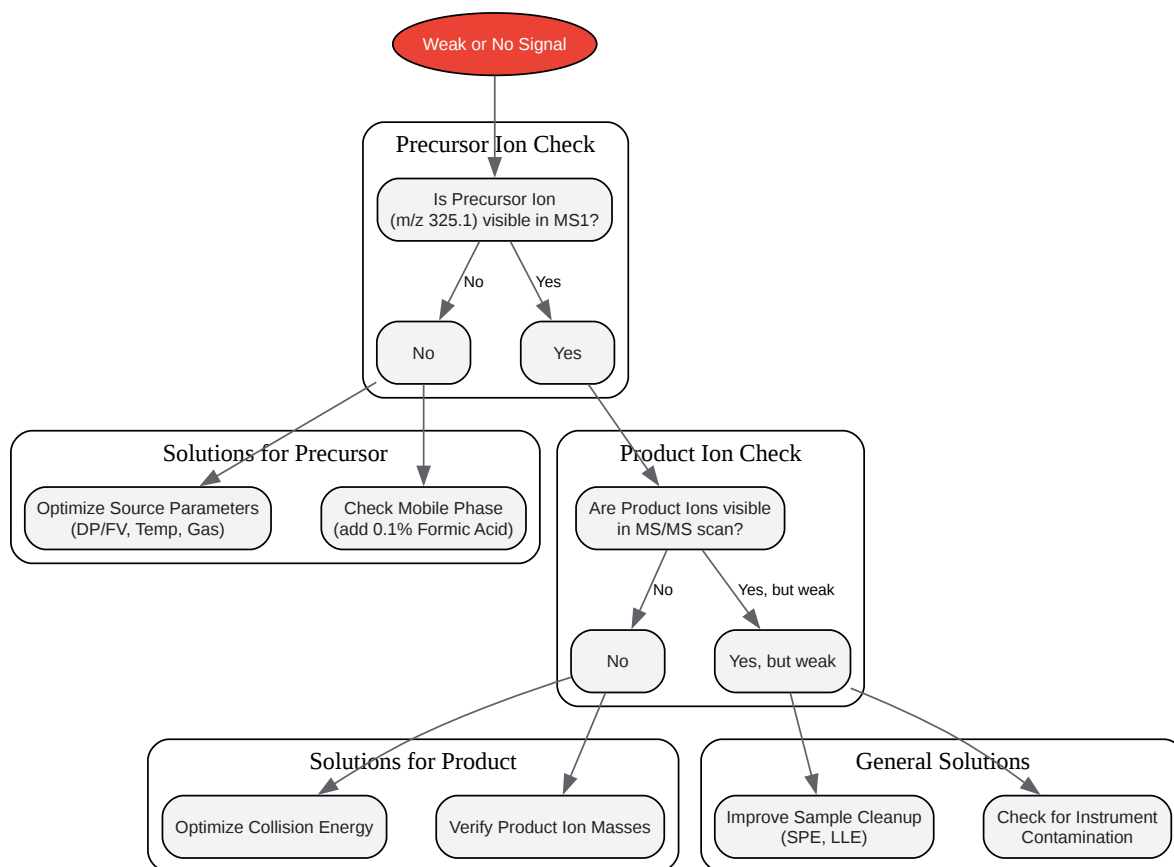 Weak or No Signal
Precursor Ion Check
Is Precursor Ion
(m/z 325.1) visible in MS1?
No
Yes
No
Yes
Solutions for Precursor
Optimize Source Parameters
(DP/FV, Temp, Gas)
Check Mobile Phase
(add 0.1% Formic Acid)
Product Ion Check
Are Product Ions visible
in MS/MS scan?
No
Yes, but weak
No
Yes, but weak
Solutions for Product
Optimize Collision Energy
Verify Product Ion Masses
General Solutions
Improve Sample Cleanup
(SPE, LLE)
Check for Instrument
Contamination